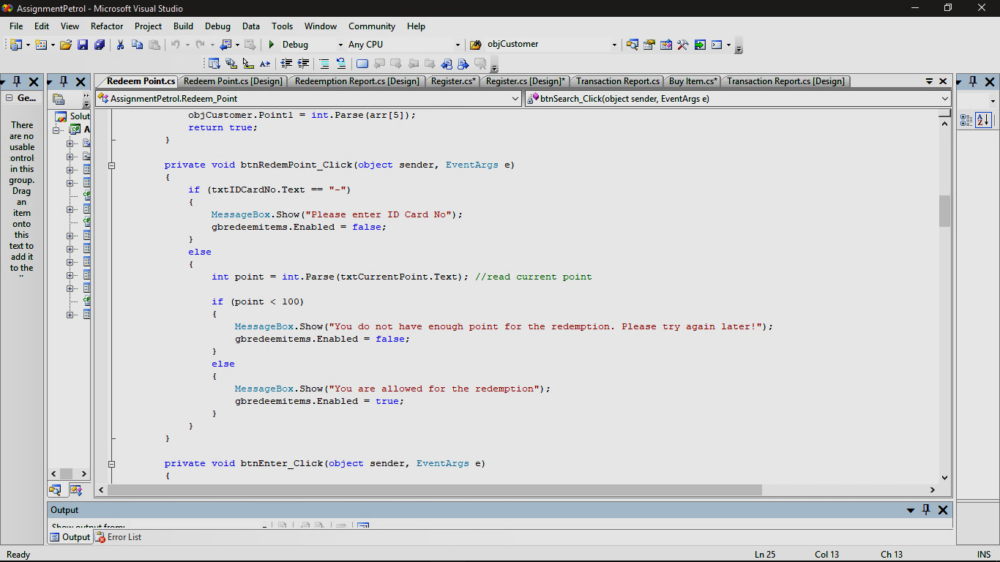 AssignmentPetrol - Microsoft Visual Studio
File Edit View Refactor Project Build Debug Data Tools Window Community Help
Debug Any CPU objCustomer
Redeem Point.cs Redeem Point.cs [Design] Redemption Report.cs [Design] Register.cs* Register.cs [Design]* Transaction Report.cs Buy Item.cs* Transaction Report.cs [Design]
Ge...
AssignmentPetrol.Redeem_Point btnSearch_Click(object sender, EventArgs e)
There
are no
usable
ontrol
in this
group.
Drag
an
item
onto
this
text to
add it
to the
Solut
A
objCustomer.Point1 = int.Parse(arr[5]);
return true;
}
private void btnRedemPoint_Click(object sender, EventArgs e)
{
if (txtIDCardNo.Text == "-")
{
MessageBox.Show("Please enter ID Card No");
gbredeemitems.Enabled = false;
}
else
{
int point = int.Parse(txtCurrentPoint.Text); //read current point
if (point < 100)
{
MessageBox.Show("You do not have enough point for the redemption. Please try again later!");
gbredeemitems.Enabled = false;
}
else
{
MessageBox.Show("You are allowed for the redemption");
gbredeemitems.Enabled = true;
}
}
}
private void btnEnter_Click(object sender, EventArgs e)
{
Output
Show output from:
Output Error List
Ready Ln 25 Col 13 Ch 13 INS